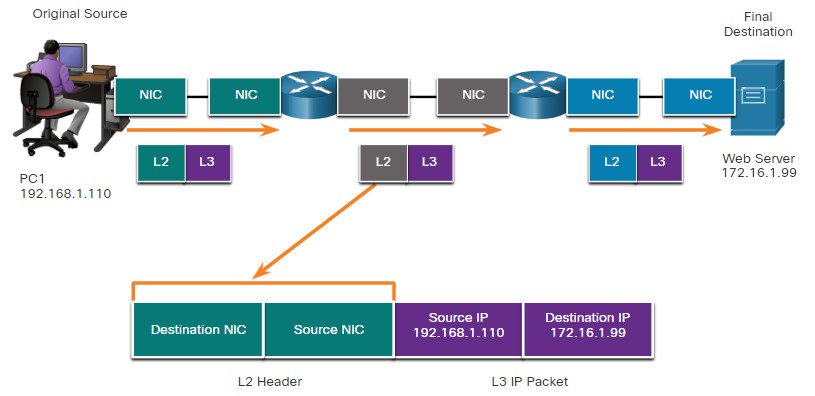 Original Source
Final
Destination
NIC
NIC
NIC
NIC
NIC
NIC
L2
L3
L2
L3
L2
L3
PC1
192.168.1.110
Web Server
172.16.1.99
Destination NIC
Source NIC
Source IP
192.168.1.110
Destination IP
172.16.1.99
L2 Header
L3 IP Packet